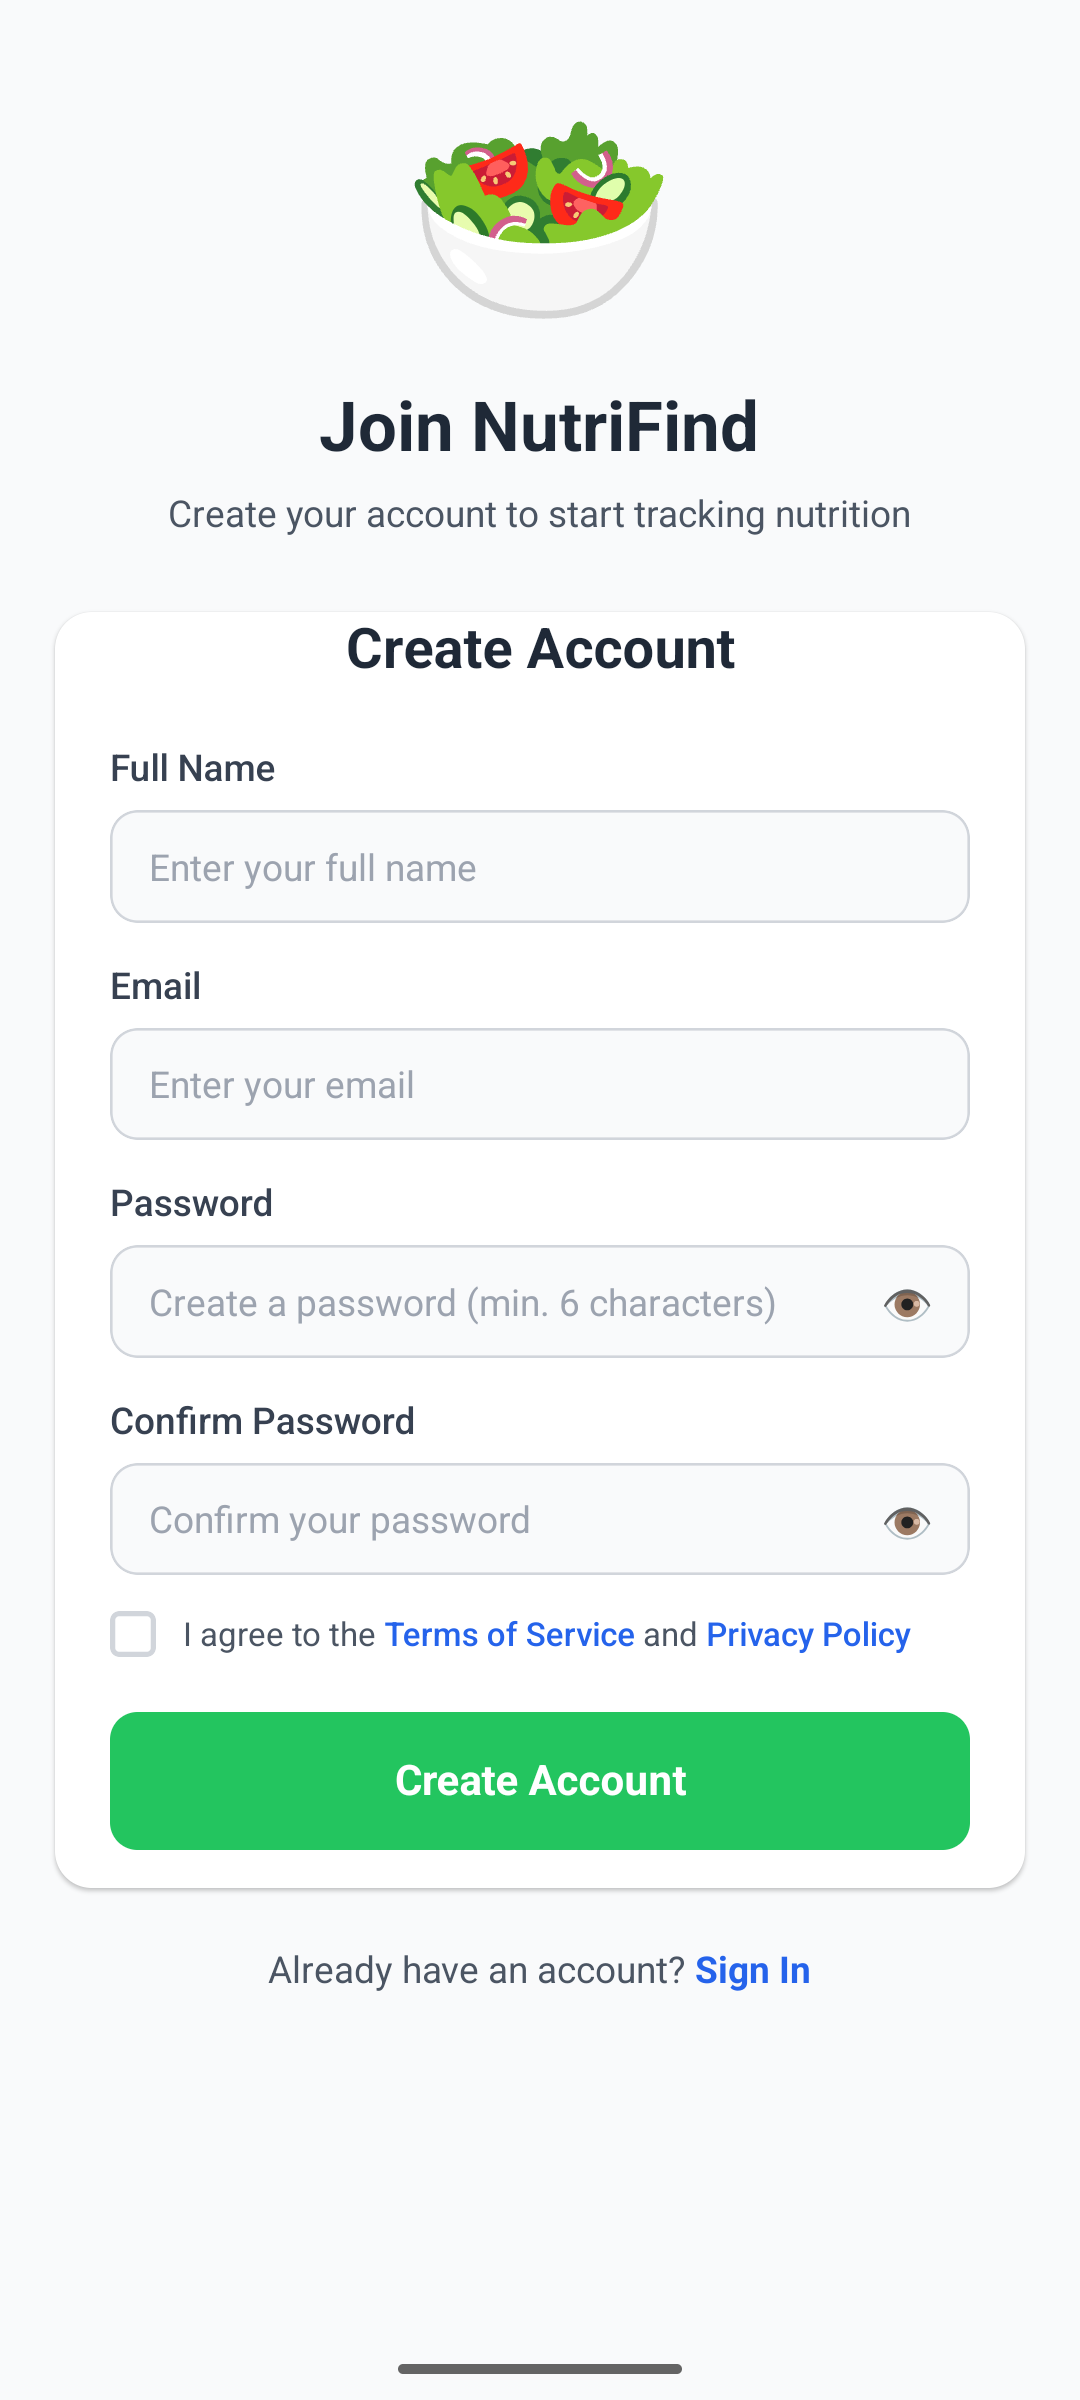 Join NutriFind
Create your account to start tracking nutrition
Create Account
Full Name
Enter your full name
Email
Enter your email
Password
Create a password (min. 6 characters)
Confirm Password
Confirm your password
I agree to the Terms of Service and Privacy Policy
Create Account
Already have an account? Sign In